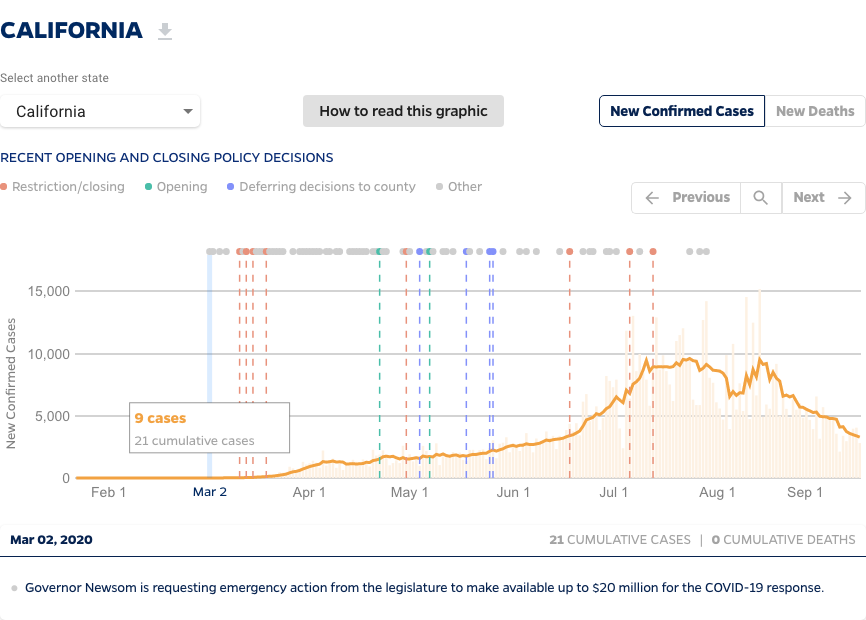 CALIFORNIA
Select another state
California
How to read this graphic
New Confirmed Cases
New Deaths
RECENT OPENING AND CLOSING POLICY DECISIONS
Restriction/closing
Opening
Deferring decisions to county
Other
Previous
Next
New Confirmed Cases
15,000
10,000
5,000
0
9 cases
21 cumulative cases
Feb 1
Mar 2
Apr 1
May 1
Jun 1
Jul 1
Aug 1
Sep 1
Mar 02, 2020
21 CUMULATIVE CASES | 0 CUMULATIVE DEATHS
Governor Newsom is requesting emergency action from the legislature to make available up to $20 million for the COVID-19 response.